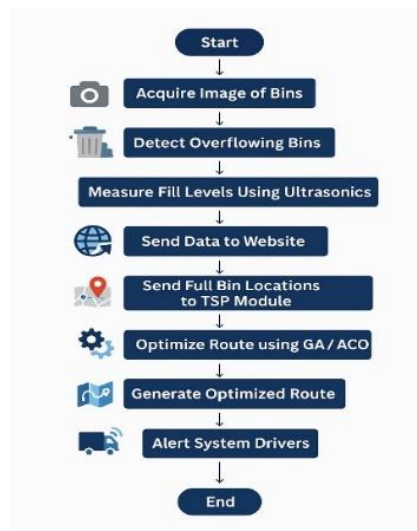 Start
Acquire Image of Bins
Detect Overflowing Bins
Measure Fill Levels Using Ultrasonics
Send Data to Website
Send Full Bin Locations
to TSP Module
Optimize Route using GA / ACO
Generate Optimized Route
Alert System Drivers
End